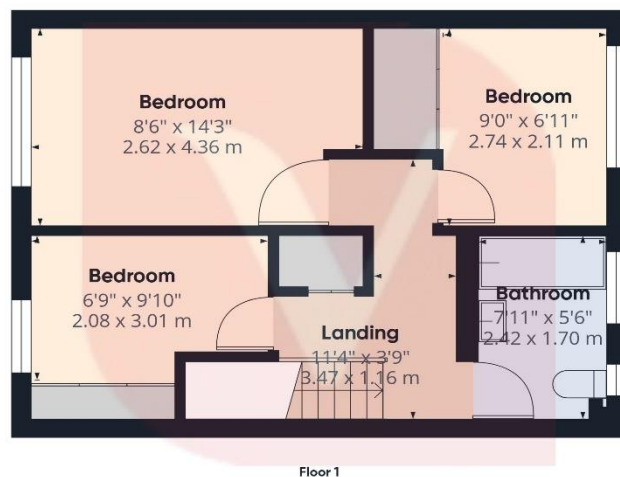 Bedroom
8'6" x 14'3"
2.62 x 4.36 m
Bedroom
9'0" x 6'11"
2.74 x 2.11 m
Bedroom
6'9" x 9'10"
2.08 x 3.01 m
Landing
11'4" x 3'9"
3.47 x 1.16 m
Bathroom
7'11" x 5'6"
2.42 x 1.70 m
Floor 1